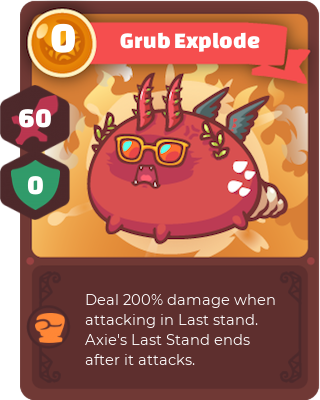 0
Grub Explode
60
0
Deal 200% damage when
attacking in Last stand.
Axie's Last Stand ends
after it attacks.